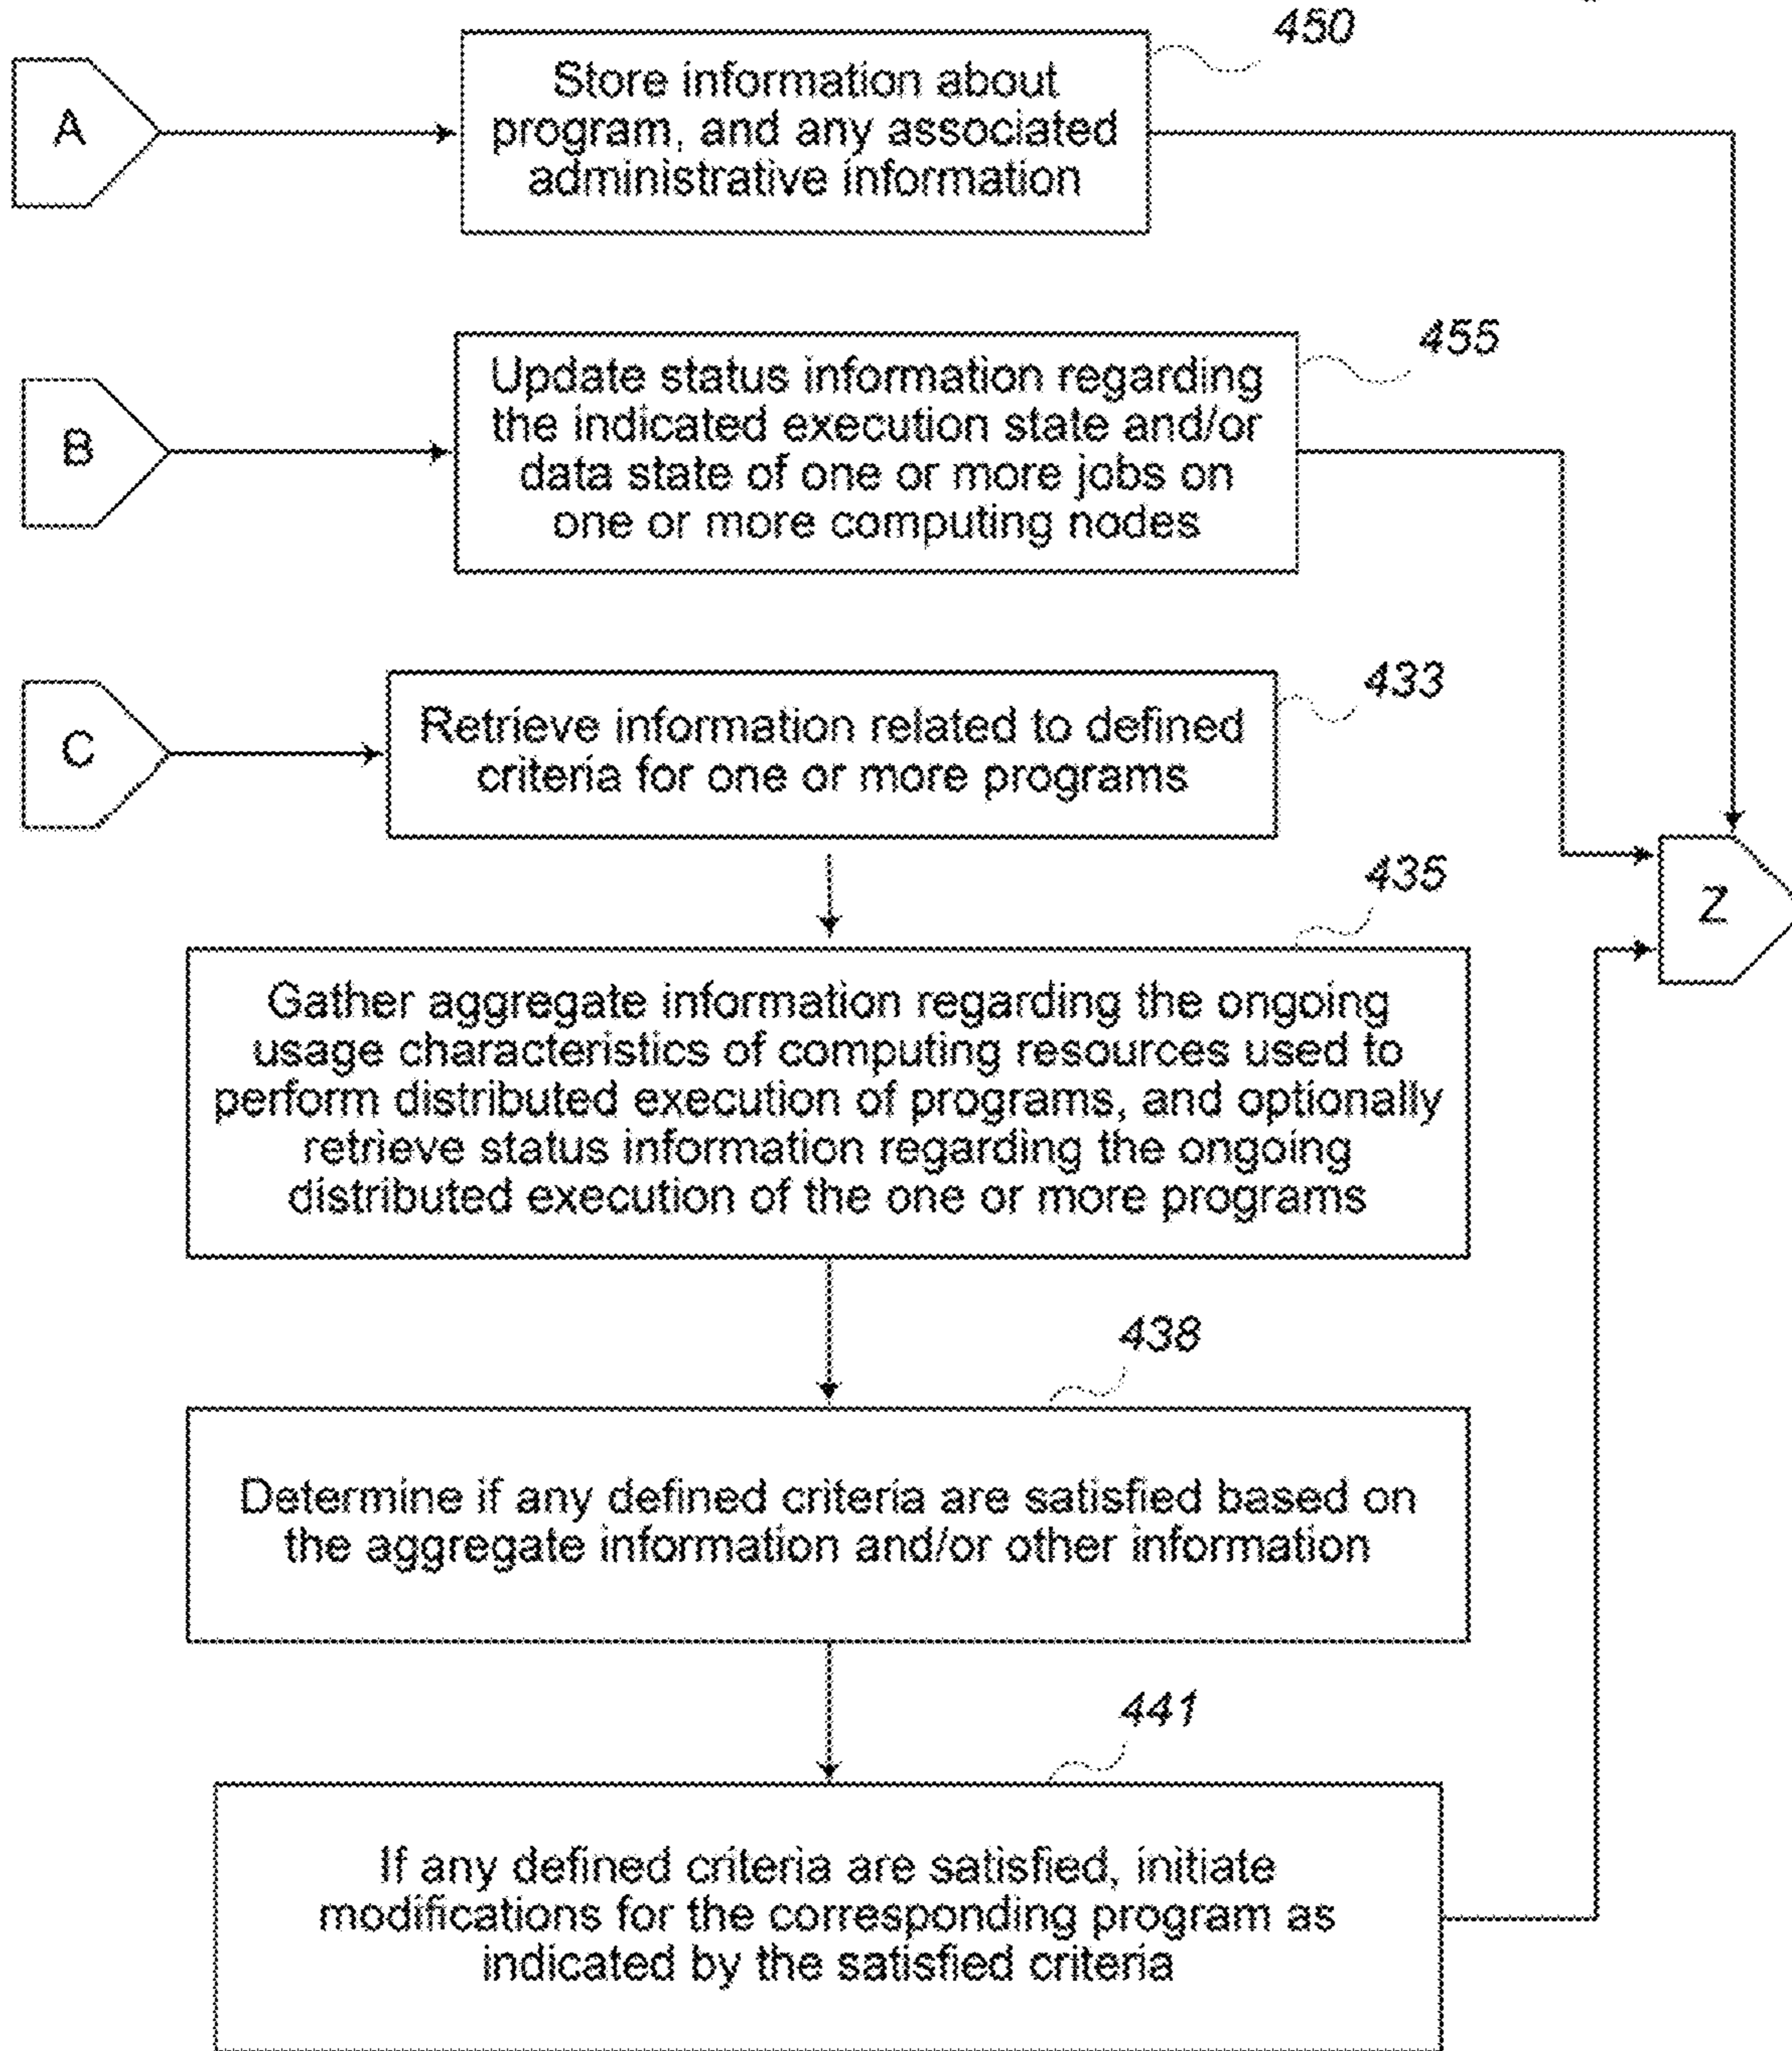 450
A
Store information about
program, and any associated
administrative information
455
B
Update status information regarding
the indicated execution state and/or
data state of one or more jobs on
one or more computing nodes
433
C
Retrieve information related to defined
criteria for one or more programs
435
Z
Gather aggregate information regarding the ongoing
usage characteristics of computing resources used to
perform distributed execution of programs, and optionally
retrieve status information regarding the ongoing
distributed execution of the one or more programs
438
Determine if any defined criteria are satisfied based on
the aggregate information and/or other information
441
If any defined criteria are satisfied, initiate
modifications for the corresponding program as
indicated by the satisfied criteria